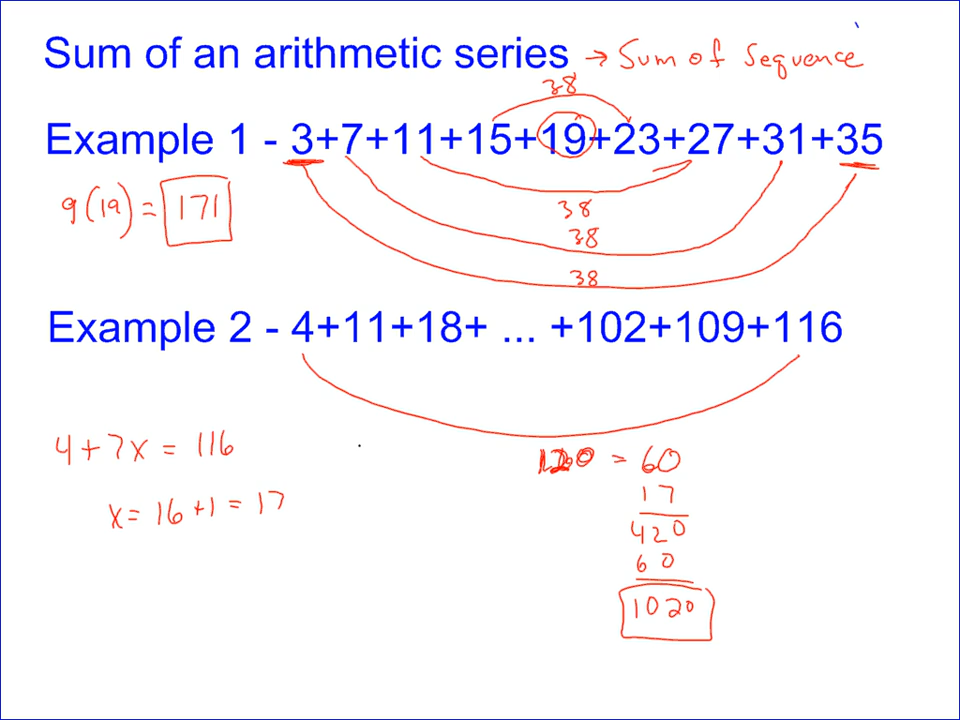 Sum of an arithmetic series → Sum of Sequence
38
Example 1 - 3+7+11+15+19+23+27+31+35
9(19) = 171
38
38
38
Example 2 - 4+11+18+ ... +102+109+116
4+7x = 116
120 = 60
x = 16 +1 = 17
17
420
60
1020